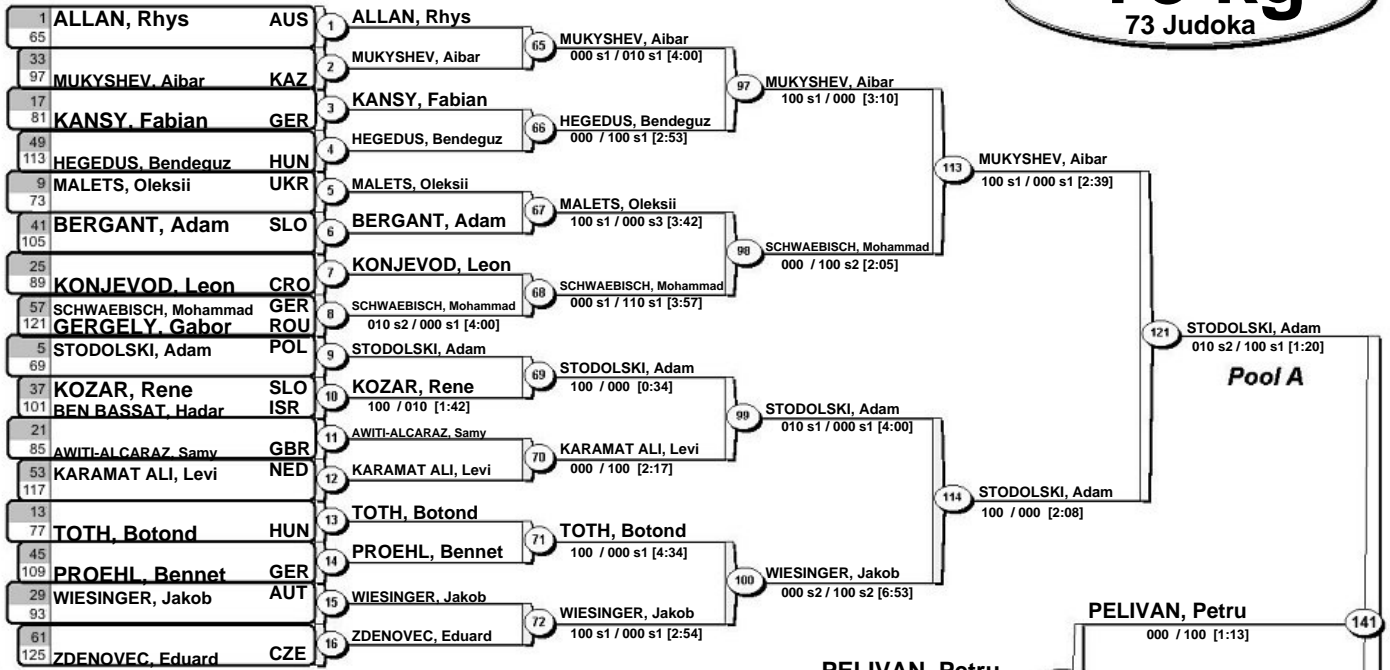 73 Judoka
1 ALLAN, Rhys AUS
65
33
97 MUKYSHEV, Aibar KAZ
17
81 KANSY, Fabian GER
49
113 HEGEDUS, Bendeguz HUN
9 MALETS, Oleksii UKR
73
41 BERGANT, Adam SLO
105
25
89 KONJEVOD, Leon CRO
57 SCHWAEBISCH, Mohammad GER
121 GERGELY, Gabor ROU
5 STODOLSKI, Adam POL
69
37 KOZAR, Rene SLO
101 BEN BASSAT, Hadar ISR
21
85 AWITI-ALCARAZ, Samy GBR
53 KARAMAT ALI, Levi NED
117
13
77 TOTH, Botond HUN
45
109 PROEHL, Bennet GER
29 WIESINGER, Jakob AUT
93
61
125 ZDENOVEC, Eduard CZE
1 ALLAN, Rhys
2 MUKYSHEV, Aibar
3 KANSY, Fabian
4 HEGEDUS, Bendeguz
5 MALETS, Oleksii
6 BERGANT, Adam
7 KONJEVOD, Leon
8 SCHWAEBISCH, Mohammad
010 s2 / 000 s1 [4:00]
9 STODOLSKI, Adam
10 KOZAR, Rene
100 / 010 [1:42]
11 AWITI-ALCARAZ, Samy
12 KARAMAT ALI, Levi
13 TOTH, Botond
14 PROEHL, Bennet
15 WIESINGER, Jakob
16 ZDENOVEC, Eduard
65 MUKYSHEV, Aibar
000 s1 / 010 s1 [4:00]
66 HEGEDUS, Bendeguz
000 / 100 s1 [2:53]
67 MALETS, Oleksii
100 s1 / 000 s3 [3:42]
68 SCHWAEBISCH, Mohammad
000 s1 / 110 s1 [3:57]
69 STODOLSKI, Adam
100 / 000 [0:34]
70 KARAMAT ALI, Levi
000 / 100 [2:17]
71 TOTH, Botond
100 / 000 s1 [4:34]
72 WIESINGER, Jakob
100 s1 / 000 s1 [2:54]
97 MUKYSHEV, Aibar
100 s1 / 000 [3:10]
98 SCHWAEBISCH, Mohammad
000 / 100 s2 [2:05]
99 STODOLSKI, Adam
010 s1 / 000 s1 [4:00]
100 WIESINGER, Jakob
000 s2 / 100 s2 [6:53]
113 MUKYSHEV, Aibar
100 s1 / 000 s1 [2:39]
114 STODOLSKI, Adam
100 / 000 [2:08]
121 STODOLSKI, Adam
010 s2 / 100 s1 [1:20]
Pool A
PELIVAN, Petru 141
000 / 100 [1:13]
PELIVAN, Petru